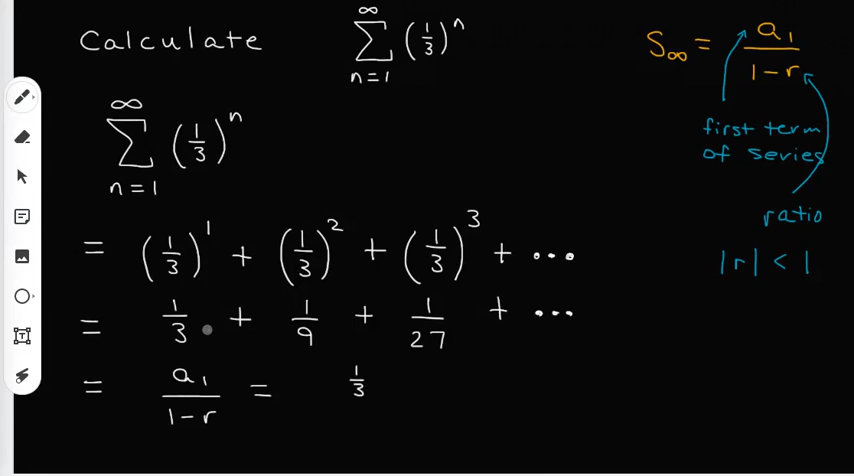 Calculate ∑_{n=1}^{∞} (1/3)^n
S_∞ = a₁/(1-r)
first term
of series
ratio
|r| < 1
∑_{n=1}^{∞} (1/3)^n
= (1/3)^1 + (1/3)^2 + (1/3)^3 + ...
= 1/3 + 1/9 + 1/27 + ...
= a₁/(1-r) = 1/3